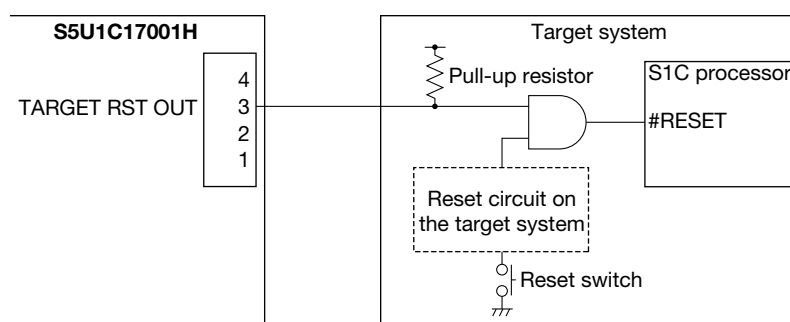 S5U1C17001H
TARGET RST OUT
4
3
2
1
Target system
Pull-up resistor
S1C processor
#RESET
Reset circuit on
the target system
Reset switch